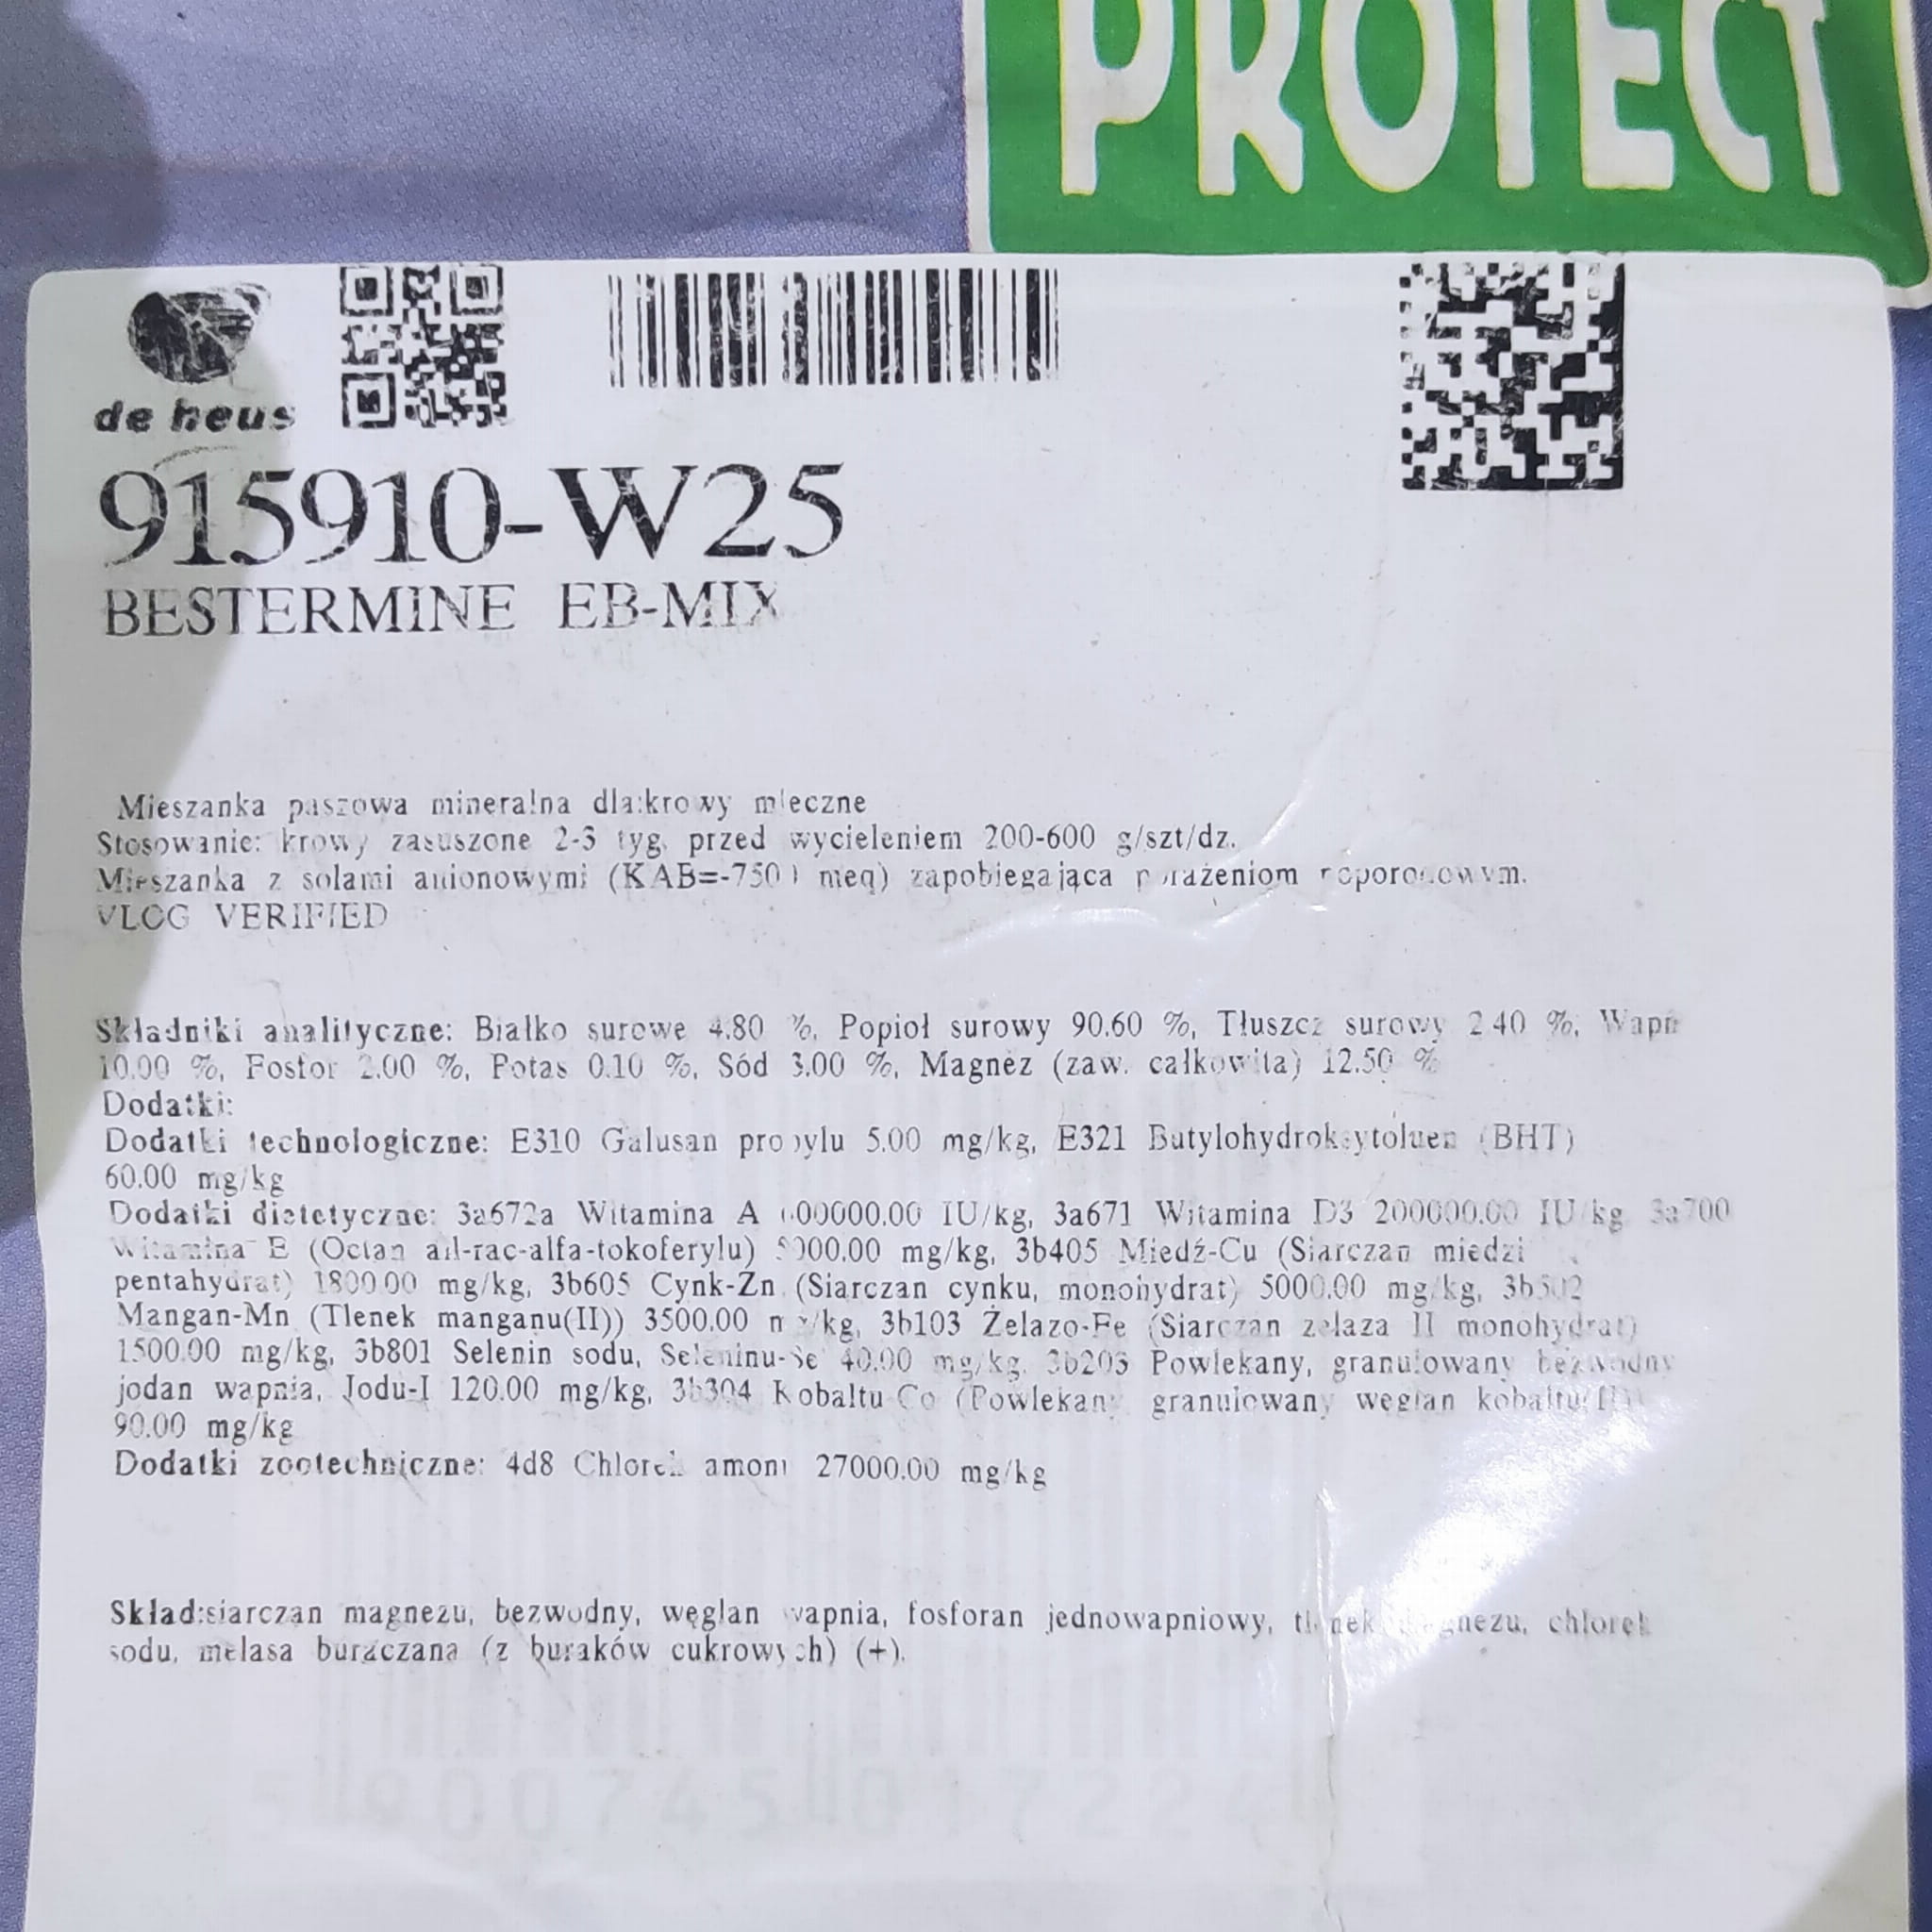 PROTECT
de heus
915910-W25
BESTERMINE EB-MIX
Mieszanka paszowa mineralna dla:krowy mleczne
Stosowanie: krowy zasuszone 2-3 tyg. przed wycieleniem 200-600 g/szt/dz.
Mieszanka z solami anionowymi meq) zapobiegająca porażeniom poporodowym.
VLOG VERIFIED
Składniki analityczne: Białko surowe 4.80 %, Popiół surowy 90.60 %, Tłuszcz surowy 2.40 %, Wapń
10.00 %, Fosfor 2.00 %, Potas 0.10 %, Sód 3.00 %, Magnez (zaw. całkowita) 12.50 %
Dodatki:
Dodatki technologiczne: E310 Galusan propylu 5.00 mg/kg, E321 Butylohydroksytoluen (BHT)
60.00 mg/kg
Dodatki dietetyczne: 3a672a Witamina A IU/kg, 3a671 Witamina D3 200000.00 IU/kg, 3a700
Witamina E (Octan all-rac-alfa-tokoferylu) mg/kg, 3b405 Miedź-Cu (Siarczan miedzi
pentahydrat) 1800.00 mg/kg, 3b605 Cynk-Zn (Siarczan cynku, monohydrat) 5000.00 mg/kg, 3b502
Mangan-Mn (Tlenek manganu(II)) 3500.00 mg/kg, 3b103 Żelazo-Fe (Siarczan żelaza II monohydrat)
1500.00 mg/kg, 3b801 Selenin sodu, Seleninu-Se 40.00 mg/kg, 3b203 Powlekany, granulowany bezwodny
jodan wapnia, Jodu-I 120.00 mg/kg, 3b304 Kobaltu-Co (Powlekany, granulowany węglan kobaltu(II))
90.00 mg/kg
Dodatki zootechniczne: 4d8 Chlorek amonu 27000.00 mg/kg
Skład:siarczan magnezu, bezwodny, węglan wapnia, fosforan jednowapniowy, tlenek magnezu, chlorek
sodu, melasa buraczana (z buraków cukrowych) (+).